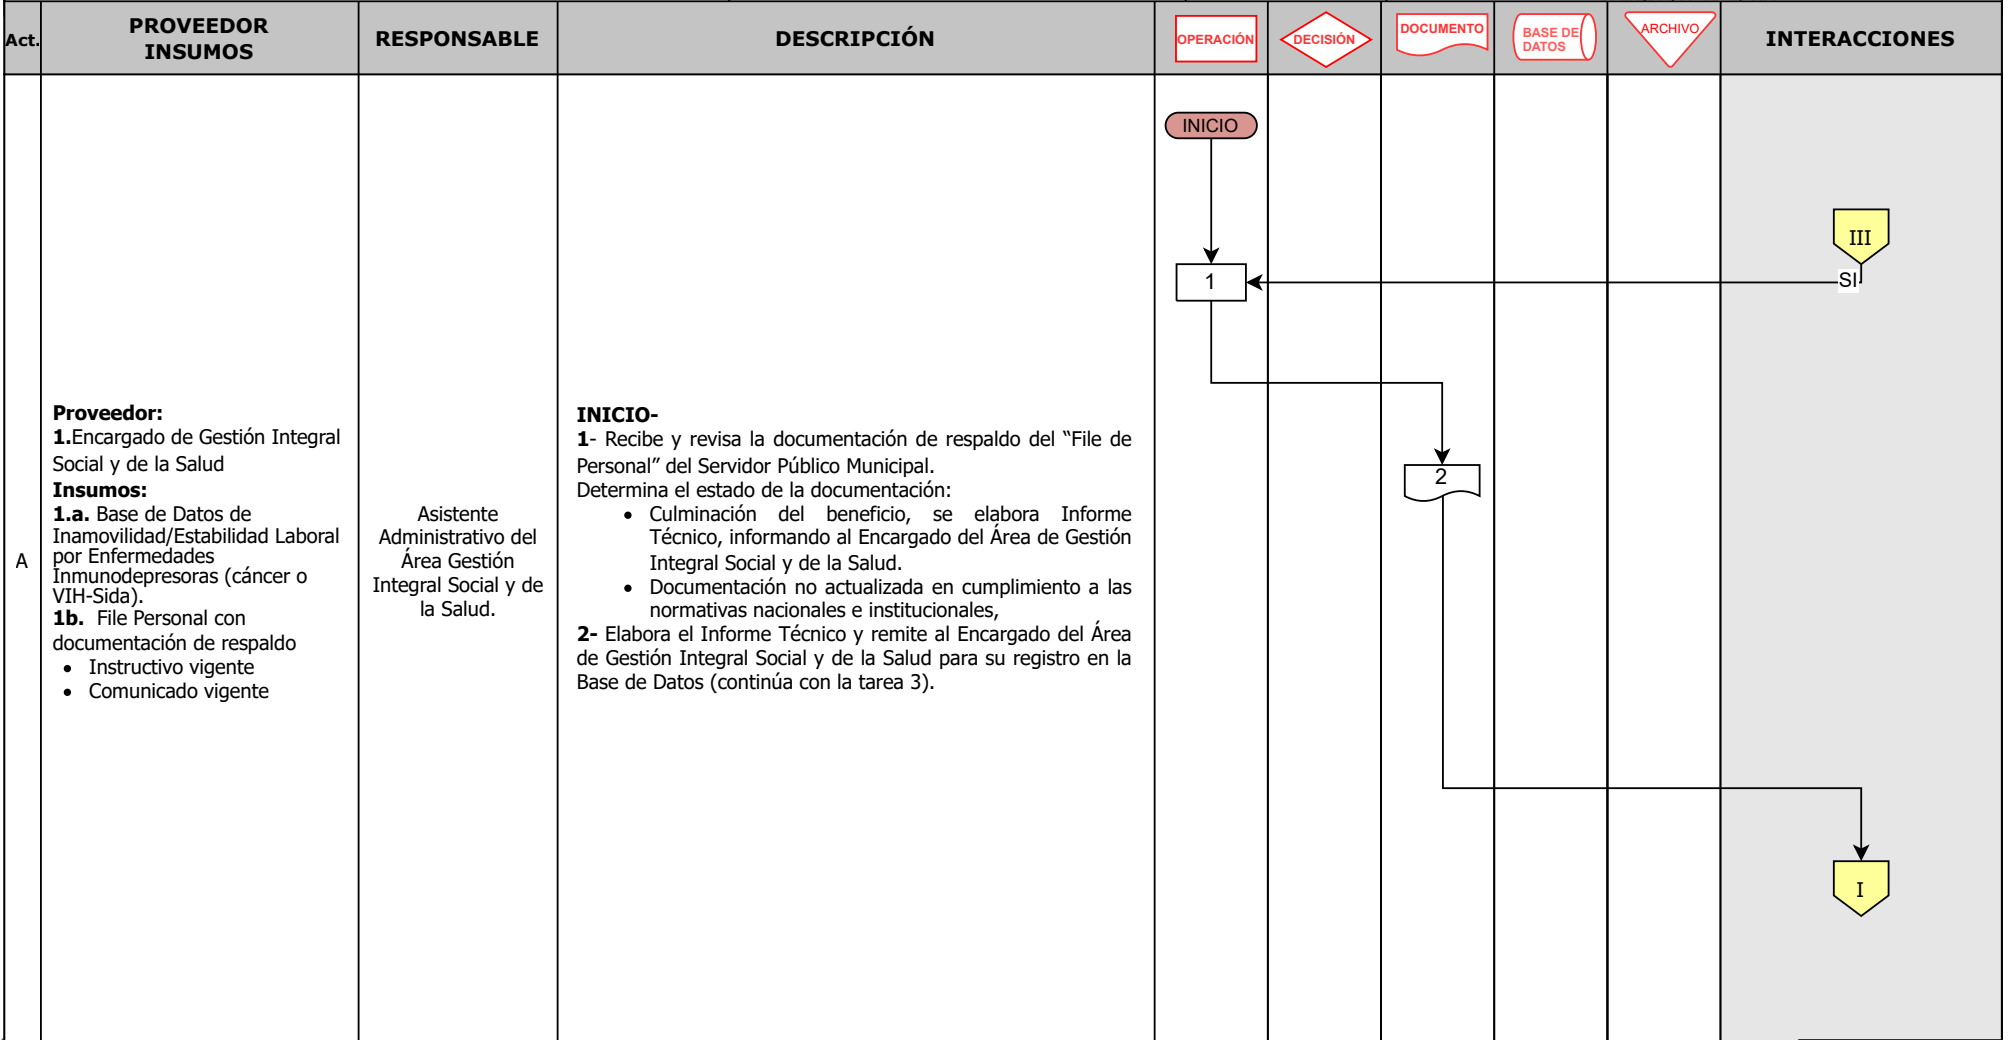 Act.
PROVEEDOR
INSUMOS
RESPONSABLE
DESCRIPCIÓN
OPERACIÓN
DECISIÓN
DOCUMENTO
BASE DE
DATOS
ARCHIVO
INTERACCIONES
A
Proveedor:
1.Encargado de Gestión Integral
Social y de la Salud
Insumos:
1.a. Base de Datos de
Inamovilidad/Estabilidad Laboral
por Enfermedades
Inmunodepresoras (cáncer o
VIH-Sida).
1b. File Personal con
documentación de respaldo
• Instructivo vigente
• Comunicado vigente
Asistente
Administrativo del
Área Gestión
Integral Social y de
la Salud.
INICIO-
1- Recibe y revisa la documentación de respaldo del “File de
Personal” del Servidor Público Municipal.
Determina el estado de la documentación:
• Culminación del beneficio, se elabora Informe
Técnico, informando al Encargado del Área de Gestión
Integral Social y de la Salud.
• Documentación no actualizada en cumplimiento a las
normativas nacionales e institucionales,
2- Elabora el Informe Técnico y remite al Encargado del Área
de Gestión Integral Social y de la Salud para su registro en la
Base de Datos (continúa con la tarea 3).
INICIO
III
SI
1
2
I